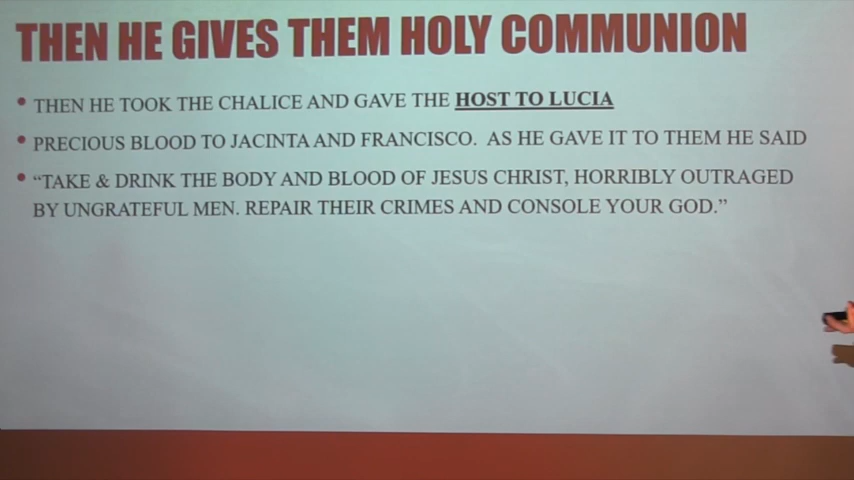 THEN HE GIVES THEM HOLY COMMUNION
• THEN HE TOOK THE CHALICE AND GAVE THE HOST TO LUCIA
• PRECIOUS BLOOD TO JACINTA AND FRANCISCO. AS HE GAVE IT TO THEM HE SAID
• “TAKE & DRINK THE BODY AND BLOOD OF JESUS CHRIST, HORRIBLY OUTRAGED
BY UNGRATEFUL MEN. REPAIR THEIR CRIMES AND CONSOLE YOUR GOD.”